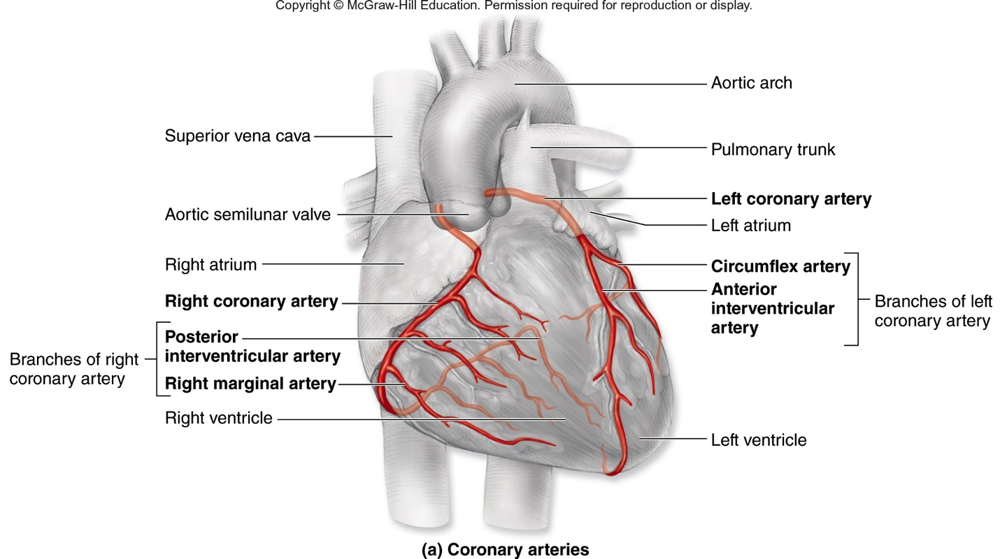 Copyright © McGraw-Hill Education. Permission required for reproduction or display.
Aortic arch
Superior vena cava
Pulmonary trunk
Left coronary artery
Aortic semilunar valve
Left atrium
Right atrium
Circumflex artery
Anterior
interventricular
artery
Branches of left
coronary artery
Right coronary artery
Posterior
interventricular artery
Branches of right
coronary artery
Right marginal artery
Right ventricle
Left ventricle
(a) Coronary arteries